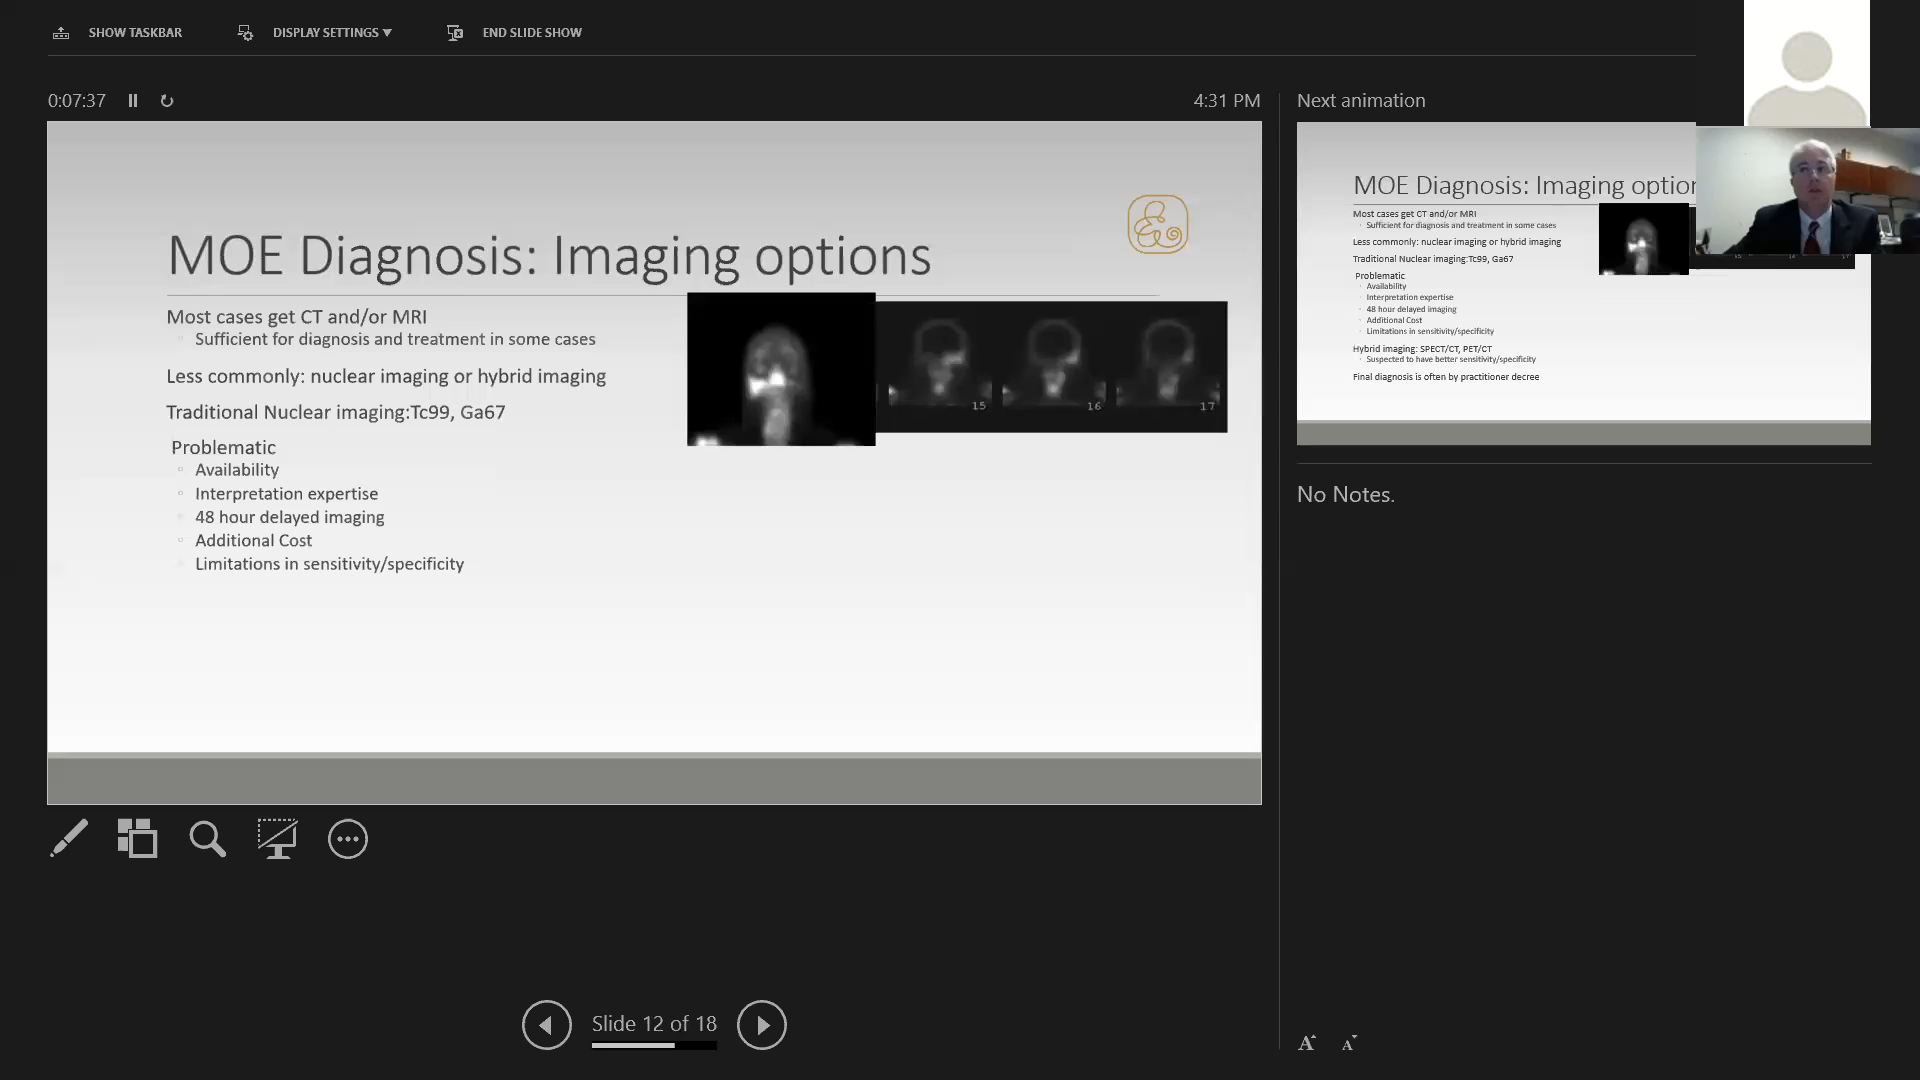 SHOW TASKBAR
DISPLAY SETTINGS ▼
END SLIDE SHOW
0:07:37
4:31 PM
MOE Diagnosis: Imaging options
Most cases get CT and/or MRI
Sufficient for diagnosis and treatment in some cases
Less commonly: nuclear imaging or hybrid imaging
Traditional Nuclear imaging:Tc99, Ga67
Problematic
Availability
Interpretation expertise
48 hour delayed imaging
Additional Cost
Limitations in sensitivity/specificity
15
16
17
Slide 12 of 18
Next animation
MOE Diagnosis: Imaging
Most cases get CT and/or MRI
Sufficient for diagnosis and treatment in some cases
Less commonly: nuclear imaging or hybrid imaging
Traditional Nuclear imaging:Tc99, Ga67
Problematic
Availability
Interpretation expertise
48 hour delayed imaging
Additional Cost
Limitations in sensitivity/specificity
Hybrid imaging: SPECT/CT, PET/CT
Suspected to have better sensitivity/specificity
Final diagnosis is often by practitioner decree
No Notes.
A
A